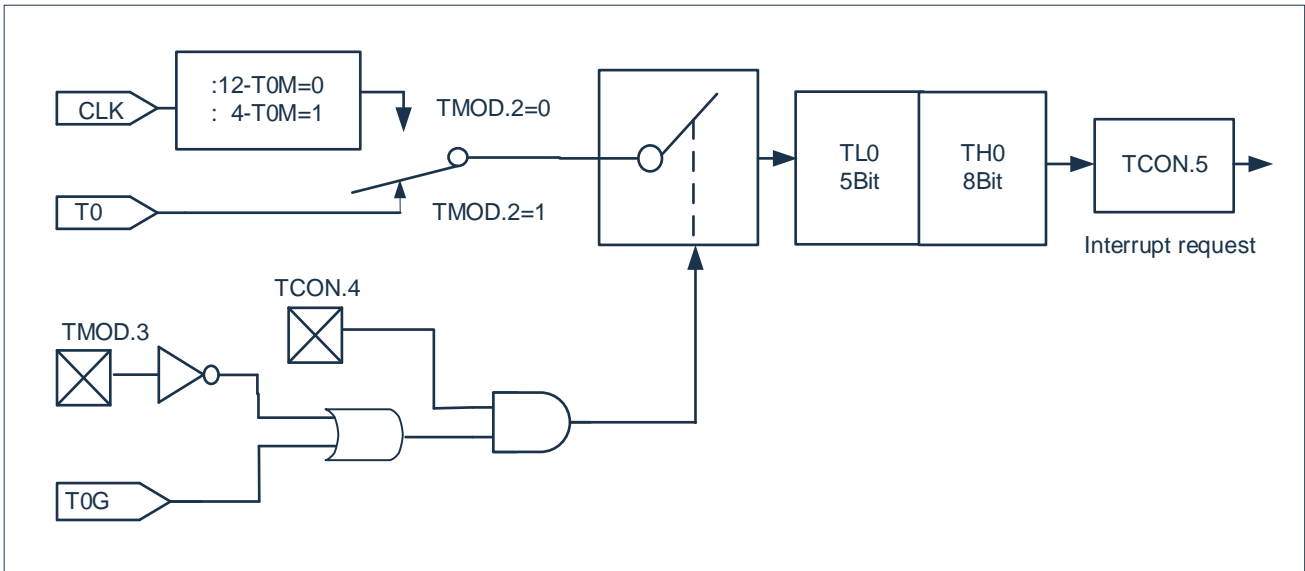 :12-T0M=0
: 4-T0M=1
CLK
TMOD.2=0
T0
TMOD.2=1
TL0
5Bit
TH0
8Bit
TCON.5
Interrupt request
TCON.4
TMOD.3
T0G